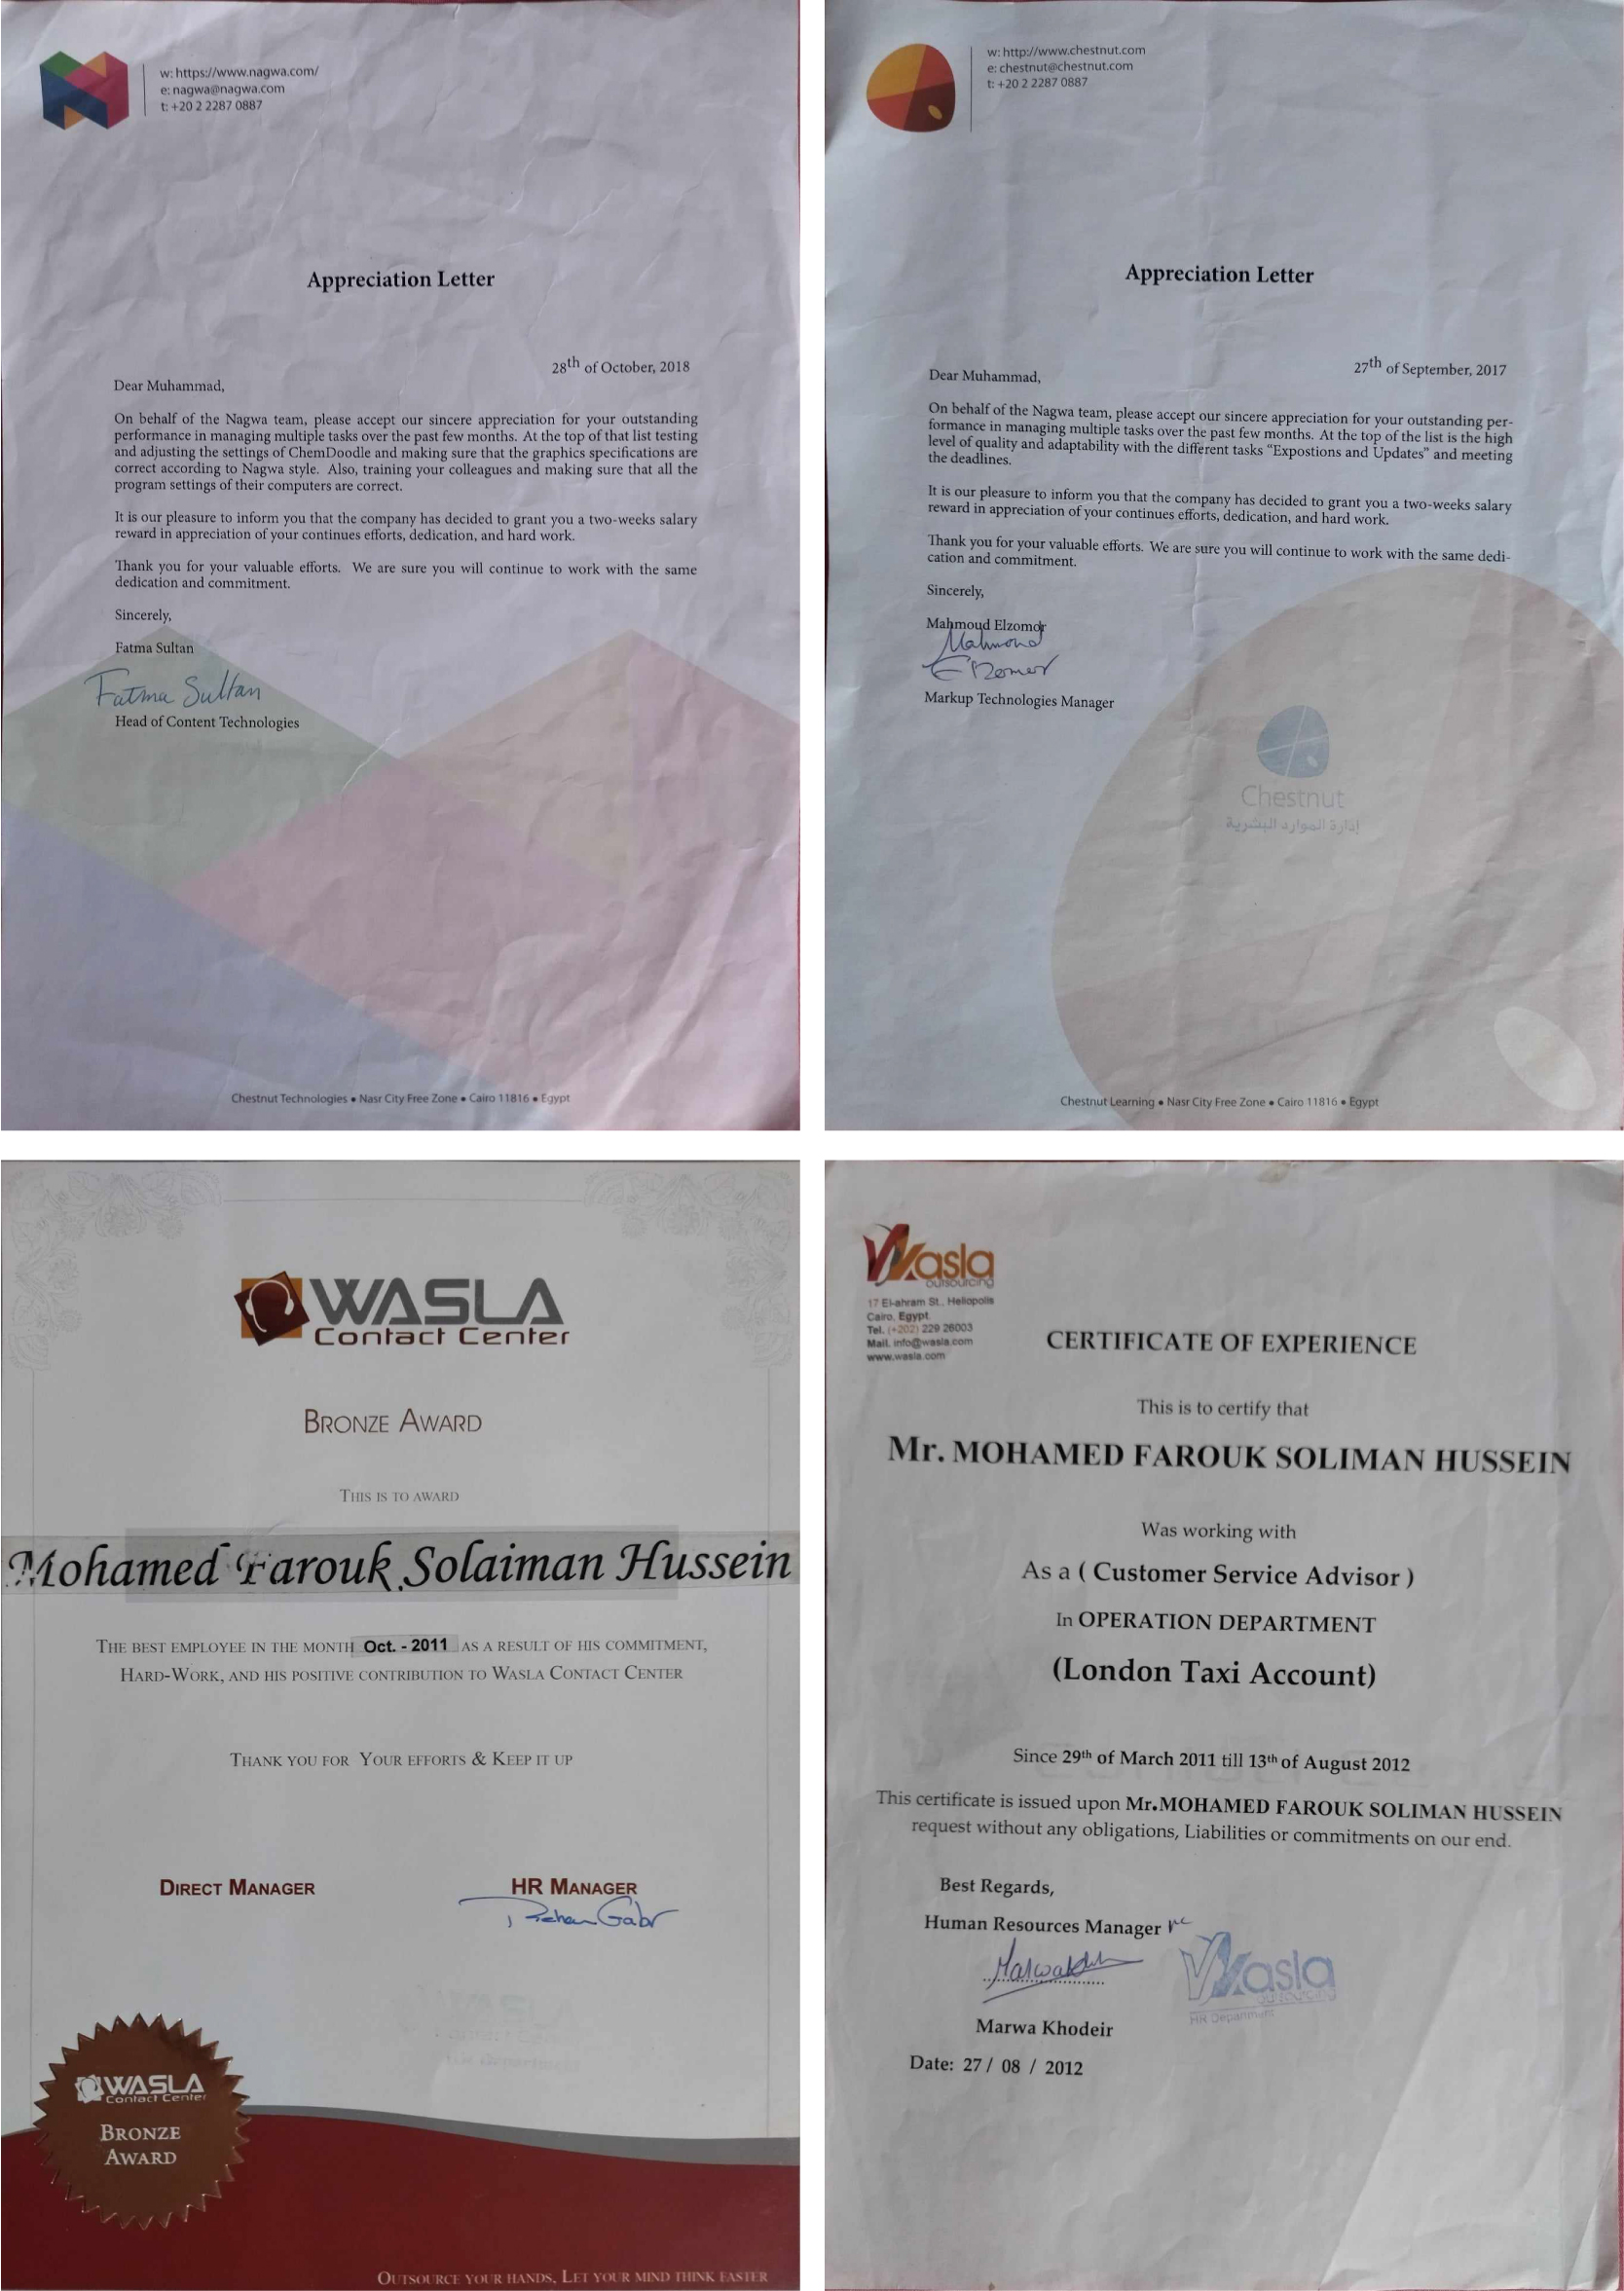 w: https://www.nagwa.com/
e: nagwa@nagwa.com
t: +20 2 2287 0887
Appreciation Letter
28th of October, 2018
Dear Muhammad,
On behalf of the Nagwa team, please accept our sincere appreciation for your outstanding
performance in managing multiple tasks over the past few months. At the top of that list testing
and adjusting the settings of ChemDoodle and making sure that the graphics specifications are
correct according to Nagwa style. Also, training your colleagues and making sure that all the
program settings of their computers are correct.
It is our pleasure to inform you that the company has decided to grant you a two-weeks salary
reward in appreciation of your continues efforts, dedication, and hard work.
Thank you for your valuable efforts. We are sure you will continue to work with the same
dedication and commitment.
Sincerely,
Fatma Sultan
Fatma Sultan
Head of Content Technologies
Chestnut Technologies • Nasr City Free Zone • Cairo 11816 • Egypt
w: http://www.chestnut.com
e: chestnut@chestnut.com
t: +20 2 2287 0887
Appreciation Letter
27th of September, 2017
Dear Muhammad,
On behalf of the Nagwa team, please accept our sincere appreciation for your outstanding per-
formance in managing multiple tasks over the past few months. At the top of the list is the high
level of quality and adaptability with the different tasks “Expostions and Updates” and meeting
the deadlines.
It is our pleasure to inform you that the company has decided to grant you a two-weeks salary
reward in appreciation of your continues efforts, dedication, and hard work.
Thank you for your valuable efforts. We are sure you will continue to work with the same dedi-
cation and commitment.
Sincerely,
Mahmoud Elzomor
Mahmoud
Elzomor
Markup Technologies Manager
Chestnut
إدارة الموارد البشرية
Chestnut Learning • Nasr City Free Zone • Cairo 11816 • Egypt
WASLA
Contact Center
BRONZE AWARD
THIS IS TO AWARD
Mohamed Farouk Solaiman Hussein
THE BEST EMPLOYEE IN THE MONTH Oct. - 2011 AS A RESULT OF HIS COMMITMENT,
HARD-WORK, AND HIS POSITIVE CONTRIBUTION TO WASLA CONTACT CENTER
THANK YOU FOR YOUR EFFORTS & KEEP IT UP
DIRECT MANAGER
HR MANAGER
WASLA
Contact Center
BRONZE
AWARD
OUTSOURCE YOUR HANDS, LET YOUR MIND THINK FASTER
Wasla
outsourcing
17 El-ahram St., Heliopolis
Cairo, Egypt.
Tel. (+202) 229 26003
Mail. info@wasla.com
www.wasla.com
CERTIFICATE OF EXPERIENCE
This is to certify that
Mr. MOHAMED FAROUK SOLIMAN HUSSEIN
Was working with
As a ( Customer Service Advisor )
In OPERATION DEPARTMENT
(London Taxi Account)
Since 29th of March 2011 till 13th of August 2012
This certificate is issued upon Mr.MOHAMED FAROUK SOLIMAN HUSSEIN
request without any obligations, Liabilities or commitments on our end.
Best Regards,
Human Resources Manager
Wasla
OUTSOURCING
HR Department
Marwa Khodeir
Date: 27 / 08 / 2012